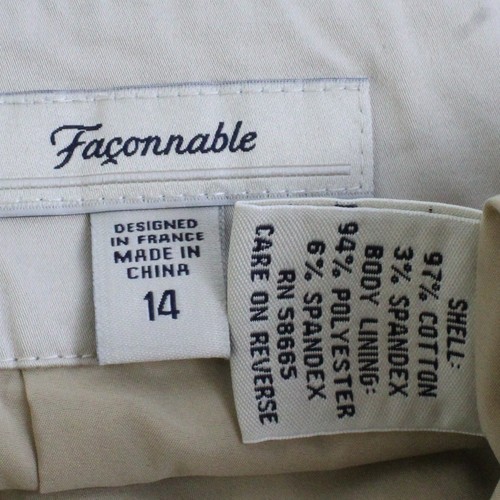 Façonnable
DESIGNED
IN FRANCE
MADE IN
CHINA
14
SHELL:
97% COTTON
3% SPANDEX
BODY LINING:
94% POLYESTER
6% SPANDEX
RN 58665
CARE ON REVERSE